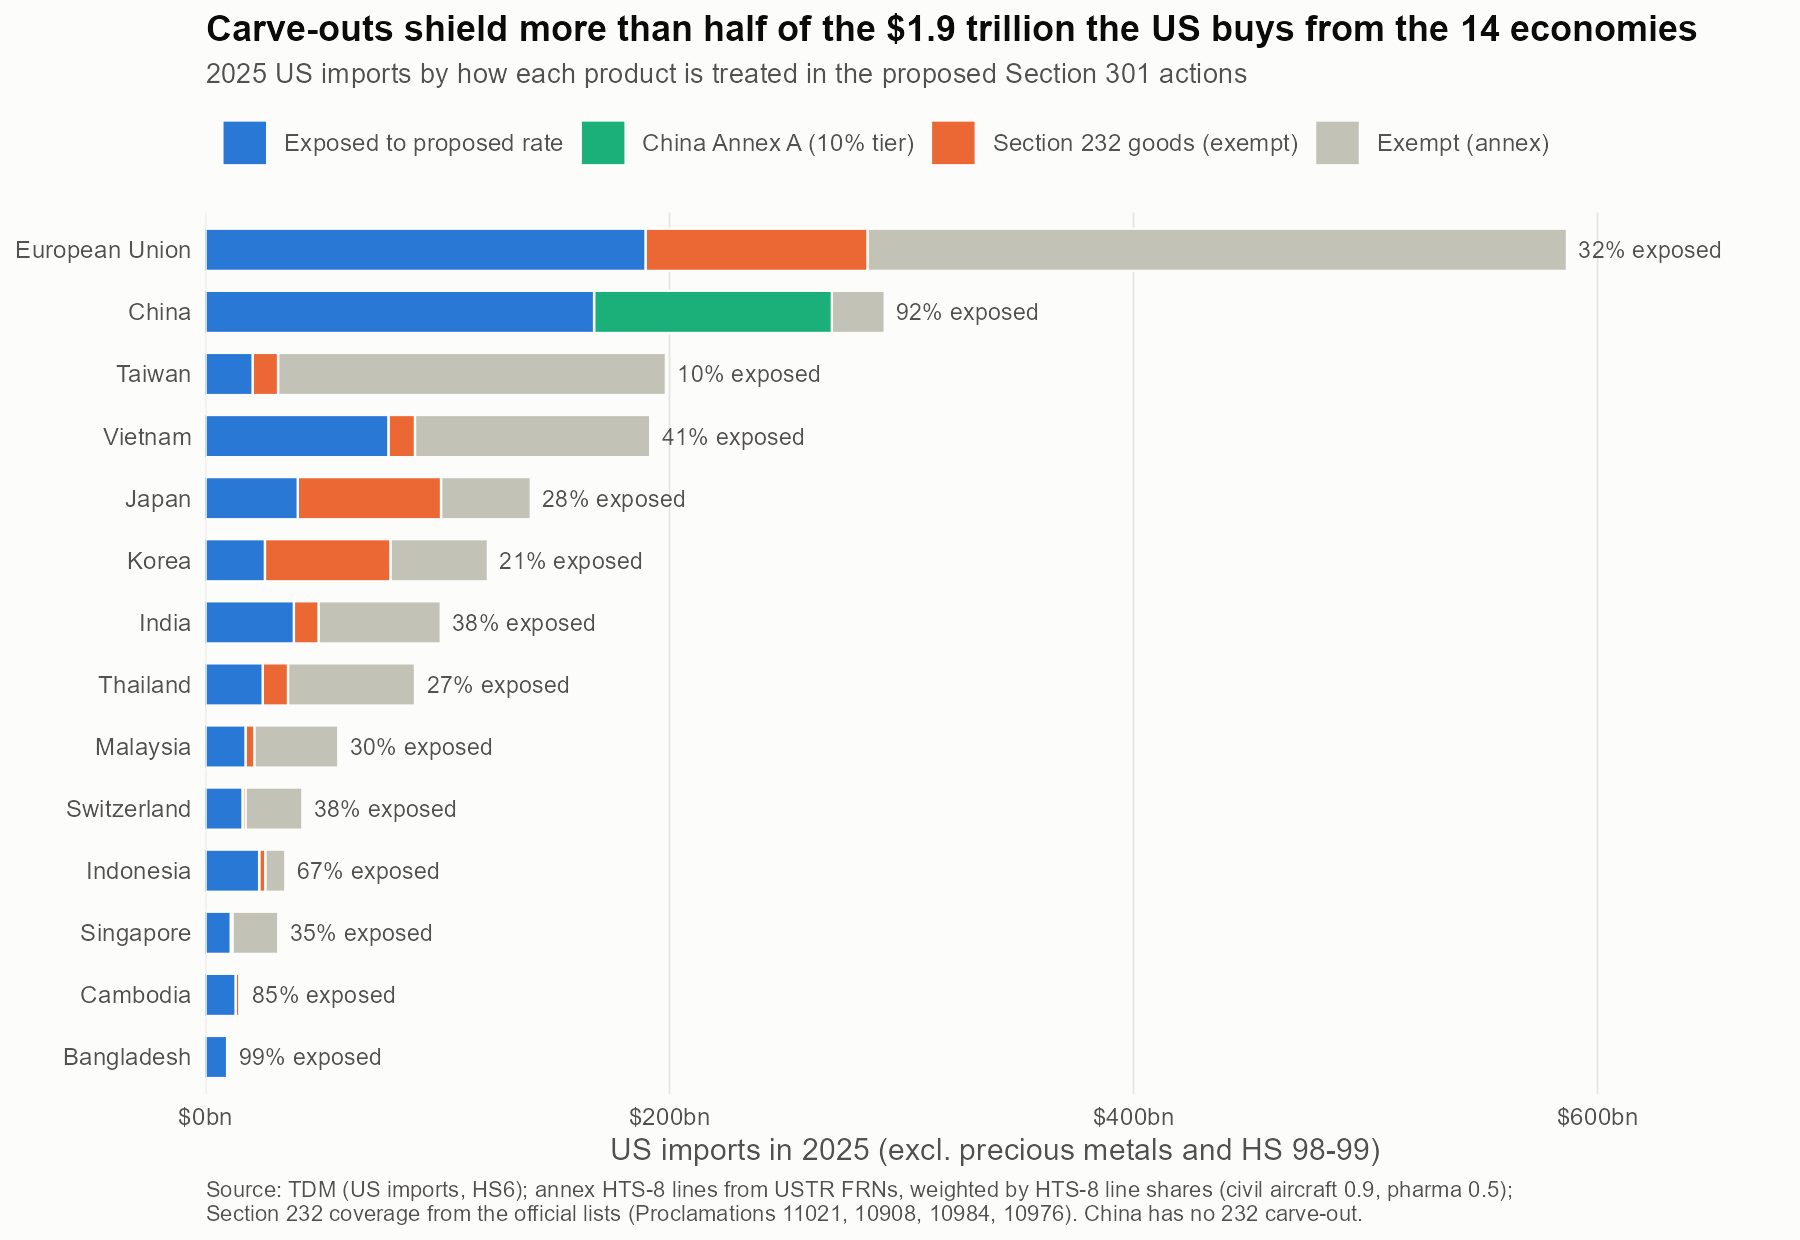 Carve-outs shield more than half of the $1.9 trillion the US buys from the 14 economies
2025 US imports by how each product is treated in the proposed Section 301 actions
Exposed to proposed rate
China Annex A (10% tier)
Section 232 goods (exempt)
Exempt (annex)
European Union
32% exposed
China
92% exposed
Taiwan
10% exposed
Vietnam
41% exposed
Japan
28% exposed
Korea
21% exposed
India
38% exposed
Thailand
27% exposed
Malaysia
30% exposed
Switzerland
38% exposed
Indonesia
67% exposed
Singapore
35% exposed
Cambodia
85% exposed
Bangladesh
99% exposed
$0bn
$200bn
$400bn
$600bn
US imports in 2025 (excl. precious metals and HS 98-99)
Source: TDM (US imports, HS6); annex HTS-8 lines from USTR FRNs, weighted by HTS-8 line shares (civil aircraft 0.9, pharma 0.5);
Section 232 coverage from the official lists (Proclamations 11021, 10908, 10984, 10976). China has no 232 carve-out.